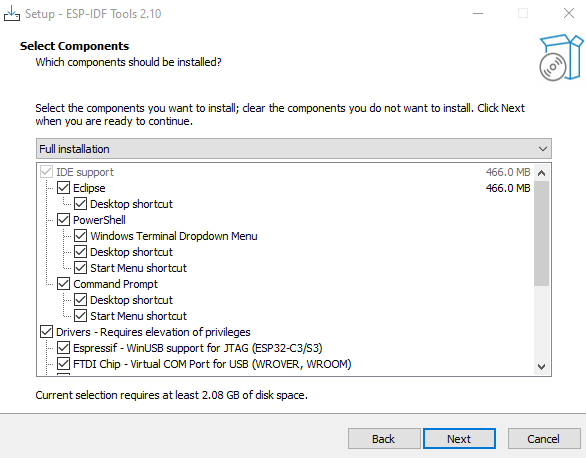 Setup - ESP-IDF Tools 2.10
Select Components
Which components should be installed?
Select the components you want to install; clear the components you do not want to install. Click Next
when you are ready to continue.
Full installation
IDE support 466.0 MB
Eclipse 466.0 MB
Desktop shortcut
PowerShell
Windows Terminal Dropdown Menu
Desktop shortcut
Start Menu shortcut
Command Prompt
Desktop shortcut
Start Menu shortcut
Drivers - Requires elevation of privileges
Espressif - WinUSB support for JTAG (ESP32-C3/S3)
FTDI Chip - Virtual COM Port for USB (WROVER, WROOM)
Current selection requires at least 2.08 GB of disk space.
Back Next Cancel